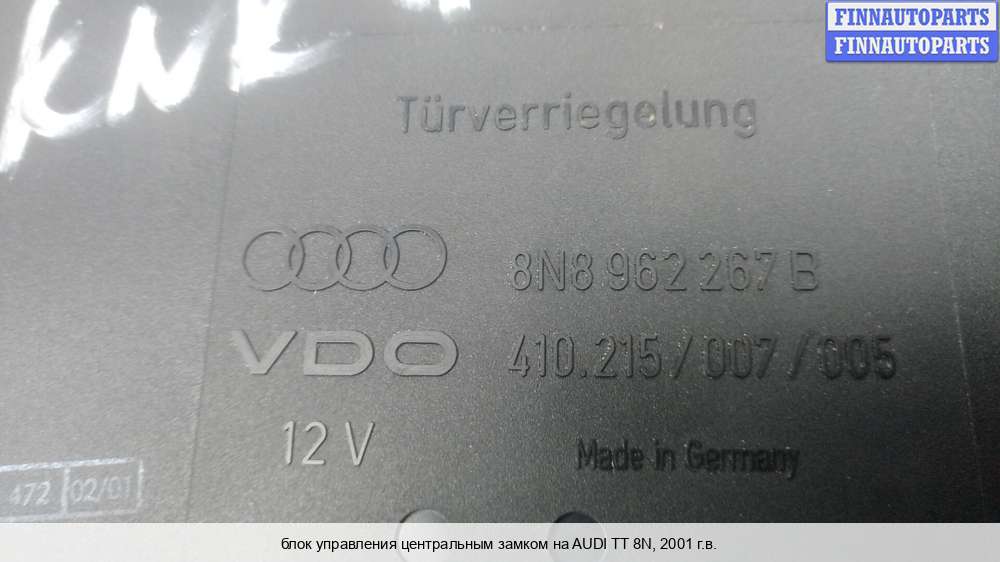 FINNAUTOPARTS
FINNAUTOPARTS
Türverriegelung
8N8 962 267 B
VDO
410.215/007/005
12 V
Made in Germany
472 02/01
блок управления центральным замком на AUDI TT 8N, 2001 г.в.